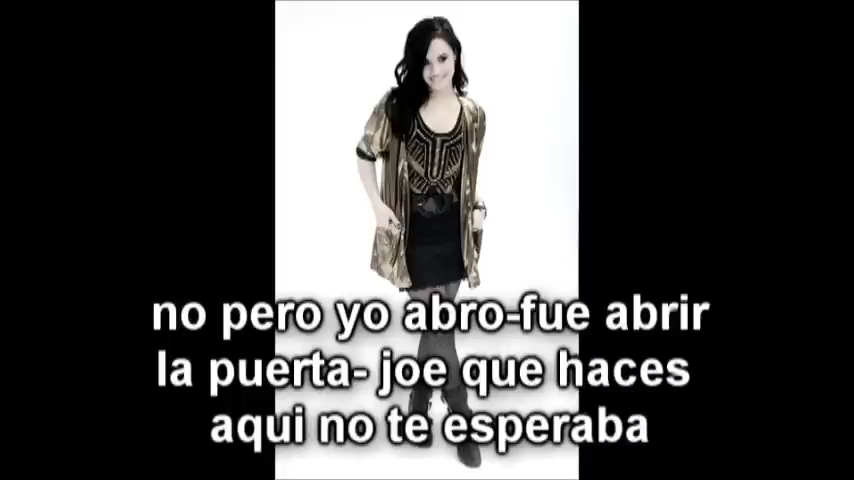 no pero yo abro-fue abrir
la puerta- joe que haces
aqui no te esperaba